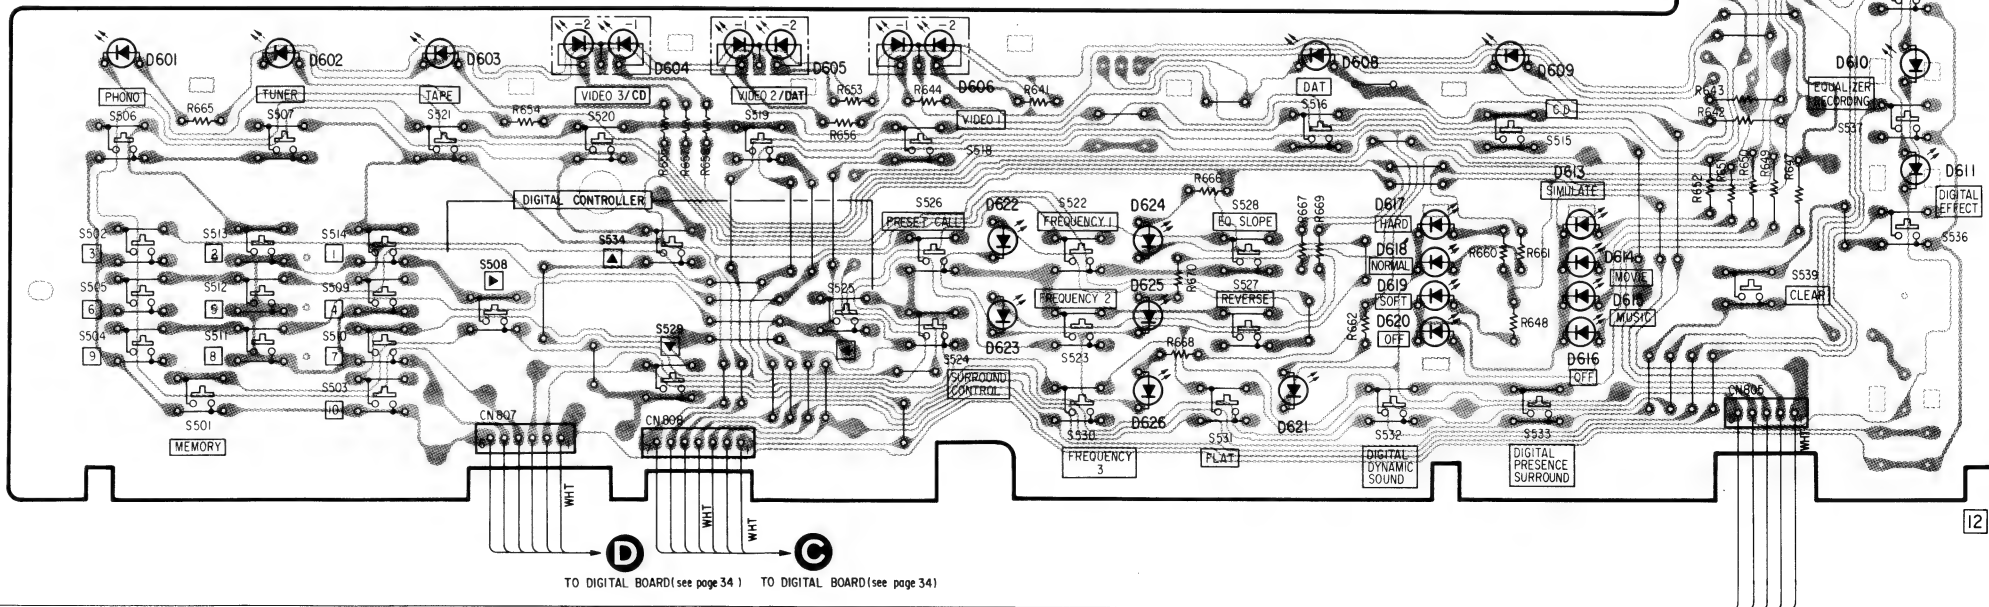 -2 -1
-1 -2
-1 -2
D601
D602
D603
D604
D605
D606
D608
D609
D610
PHONO
TUNER
TAPE
VIDEO 3/CD
VIDEO 2/DAT
VIDEO 1
DAT
CD
EQUALIZER
RECORDING
R665
R654
R653
R656
R644
R641
R643
R642
S506
S507
S521
S520
S519
S518
S516
S515
S537
R652
R651
R650
R649
R647
D611
DIGITAL
EFFECT
S536
DIGITAL CONTROLLER
S526
PRESET CALL
D622
S522
FREQUENCY 1
D624
R666
S528
EQ SLOPE
R667
R669
D617
HARD
D613
SIMULATE
S502
3
S513
2
S514
1
S534
D618
NORMAL
R660
R661
D614
MOVIE
S505
6
S512
5
S509
4
S508
S525
FREQUENCY 2
D625
R670
S527
REVERSE
D619
SOFT
D615
MUSIC
S539
CLEAR
S504
9
S511
8
S510
7
S529
S524
D623
S523
R668
R662
D620
OFF
R648
D616
OFF
SURROUND
CONTROL
S503
10
S501
MEMORY
CN807
CN808
CN805
S530
FREQUENCY
3
D626
S531
FLAT
D621
S532
DIGITAL
DYNAMIC
SOUND
S533
DIGITAL
PRESENCE
SURROUND
WHT
WHT
WHT
WHT
D
C
TO DIGITAL BOARD (see page 34)
TO DIGITAL BOARD (see page 34)
12